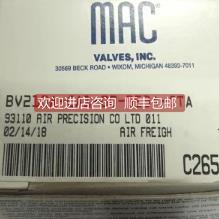 MAC
VALVES, INC.
30569 BECK ROAD • WIXOM, MICHIGAN 48393-7011
欢迎进店咨询 顺丰包邮
93110 AIR PRECISION CO LTD 011
02/14/18 AIR FREIGH
C265